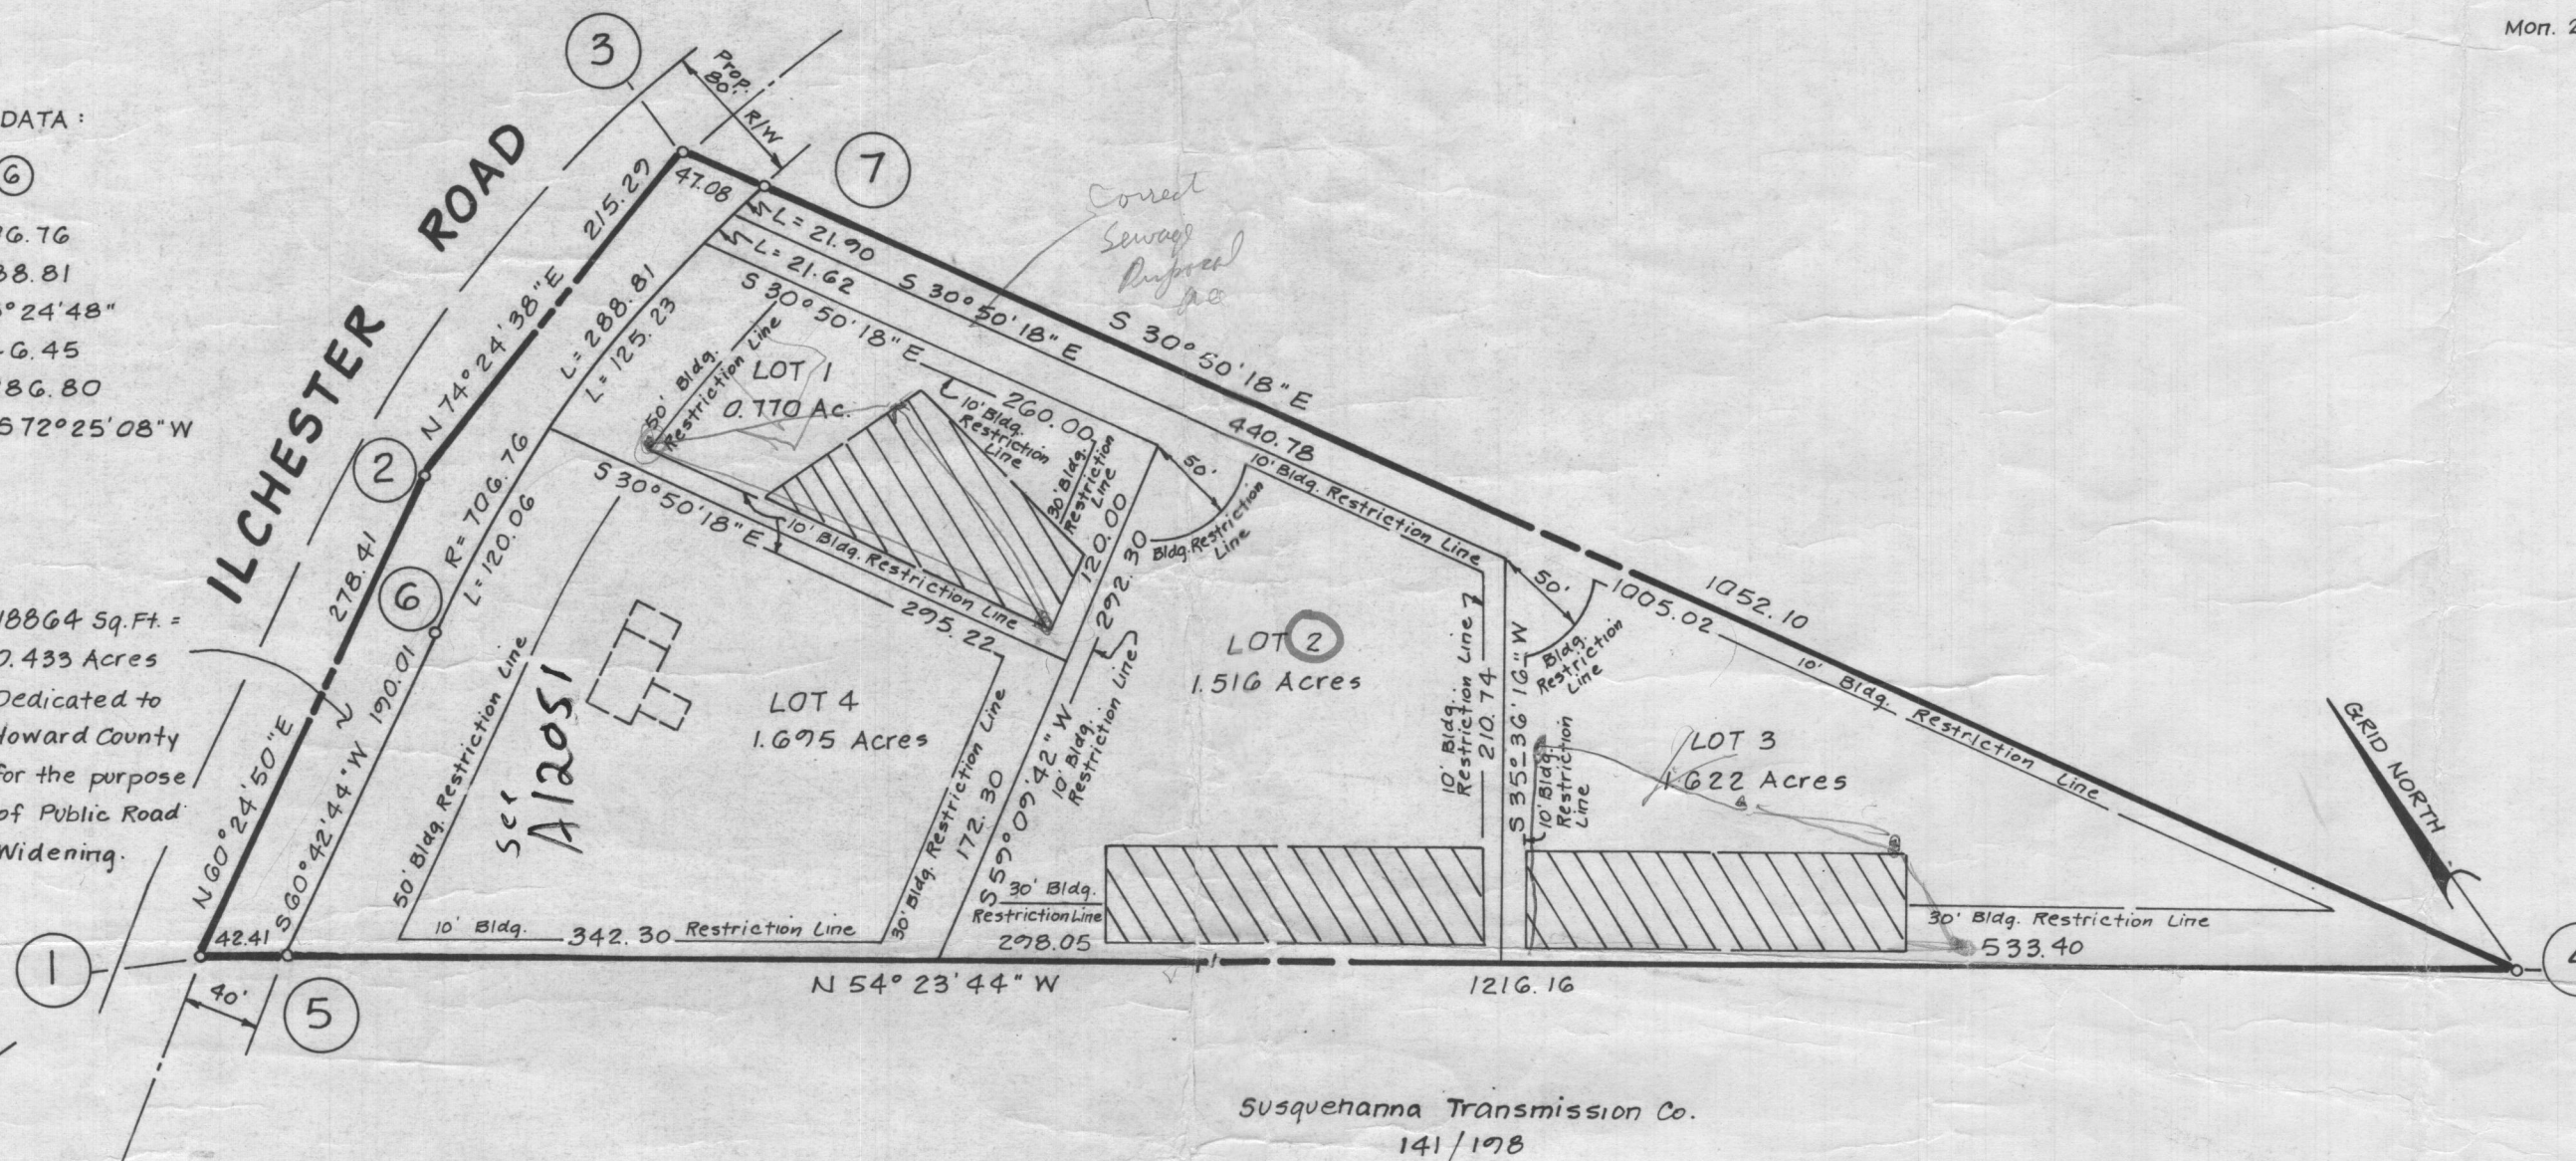 Mon. 2
DATA :
6
6.76
38.81
°24'48"
6.45
86.80
S 72°25'08" W
18864 Sq. Ft. =
0.433 Acres
Dedicated to
Howard County
for the purpose
of Public Road
Widening.
ILCHESTER ROAD
3
Prop.
80'
R/W
7
2
6
1
5
40'
42.41
47.08
N 60° 24' 50" E
278.41
N 74° 24' 38" E
215.29
S 60° 42' 44" W 190.01
R= 706.76
L= 288.81
L= 120.06
L= 125.23
L= 21.90
L= 21.62
S 30° 50' 18" E
440.78
S 30° 50' 18" E
260.00
S 30° 50' 18" E
1052.10
1005.02
Correct
Sewage
LOT 1
0.770 Ac.
50' Bldg.
Restriction Line
10' Bldg.
Restriction
Line
30' Bldg.
Restriction
Line
120.00
292.30
10' Bldg. Restriction Line
S 30° 50' 18" E
295.22
50'
Bldg. Restriction
Line
10' Bldg. Restriction Line
LOT 4
1.695 Acres
see
A12051
50' Bldg. Restriction Line
10' Bldg. Restriction Line
342.30
30' Bldg. Restriction Line
172.30
S 59° 09' 42" W
10' Bldg.
Restriction Line
LOT 2
1.516 Acres
30' Bldg.
Restriction Line
298.05
10' Bldg.
Restriction Line
210.74
S 35° 36' 16" W
50'
Bldg.
Restriction
Line
10' Bldg.
Restriction
Line
LOT 3
1.622 Acres
10' Bldg. Restriction Line
30' Bldg. Restriction Line
533.40
GRID NORTH
4
N 54° 23' 44" W
1216.16
Susquehanna Transmission Co.
141 / 198